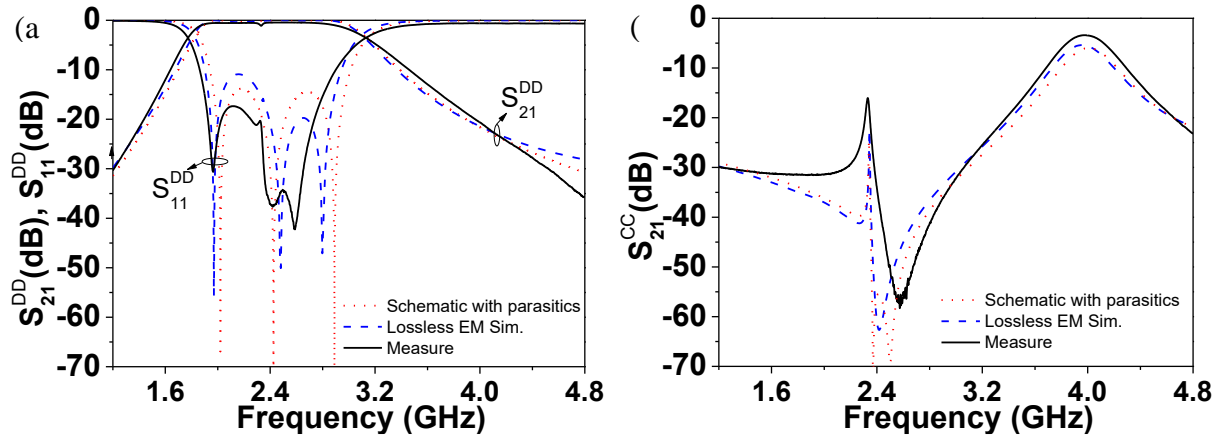 (a
0
-10
-20
-30
-40
-50
-60
-70
S21DD(dB), S11DD(dB)
S11DD
S21DD
Schematic with parasitics
Lossless EM Sim.
Measure
1.6 2.4 3.2 4.0 4.8
Frequency (GHz)
(
0
-10
-20
-30
-40
-50
-60
-70
S21CC(dB)
Schematic with parasitics
Lossless EM Sim.
Measure
1.6 2.4 3.2 4.0 4.8
Frequency (GHz)